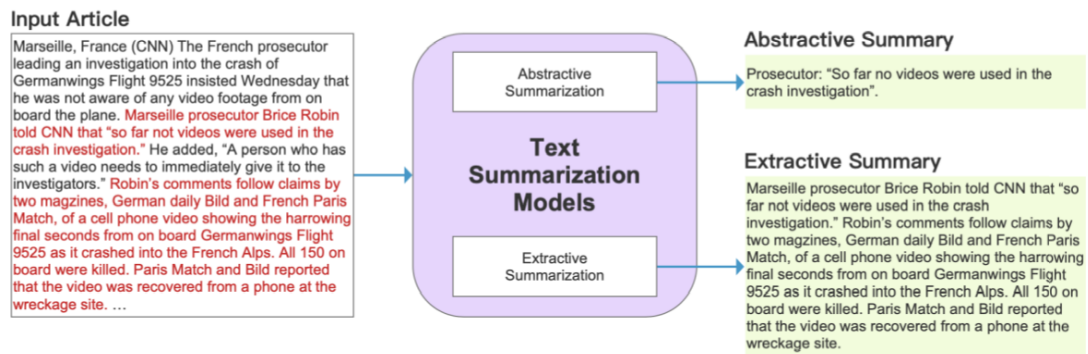 Input Article
Marseille, France (CNN) The French prosecutor
leading an investigation into the crash of
Germanwings Flight 9525 insisted Wednesday that
he was not aware of any video footage from on
board the plane. Marseille prosecutor Brice Robin
told CNN that “so far not videos were used in the
crash investigation.” He added, “A person who has
such a video needs to immediately give it to the
investigators.” Robin's comments follow claims by
two magzines, German daily Bild and French Paris
Match, of a cell phone video showing the harrowing
final seconds from on board Germanwings Flight
9525 as it crashed into the French Alps. All 150 on
board were killed. Paris Match and Bild reported
that the video was recovered from a phone at the
wreckage site. …
Abstractive
Summarization
Text
Summarization
Models
Extractive
Summarization
Abstractive Summary
Prosecutor: “So far no videos were used in the
crash investigation”.
Extractive Summary
Marseille prosecutor Brice Robin told CNN that “so
far not videos were used in the crash
investigation.” Robin's comments follow claims by
two magzines, German daily Bild and French Paris
Match, of a cell phone video showing the harrowing
final seconds from on board Germanwings Flight
9525 as it crashed into the French Alps. All 150 on
board were killed. Paris Match and Bild reported
that the video was recovered from a phone at the
wreckage site.